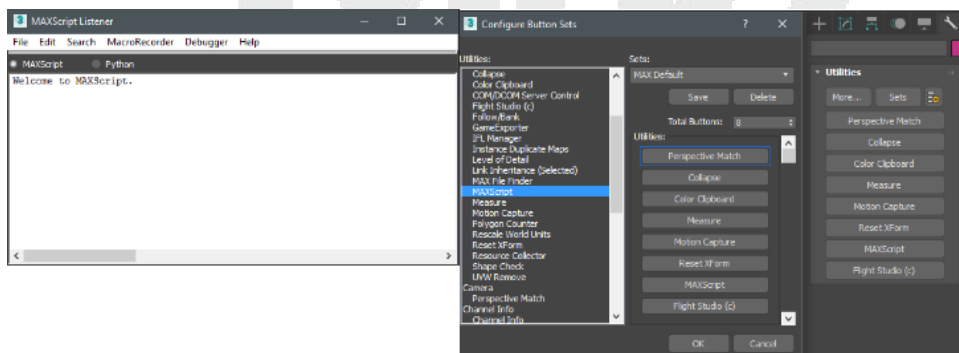 MAXScript Listener
File Edit Search MacroRecorder Debugger Help
MAXScript Python
Welcome to MAXScript.
Configure Button Sets
Utilities:
Collapse
Color Clipboard
COM/DCOM Server Control
Flight Studio (c)
Follow/Bank
GameExporter
IFL Manager
Instance Duplicate Maps
Level of Detail
Link Inheritance (Selected)
MAX File Finder
MAXScript
Measure
Motion Capture
Polygon Counter
Rescale World Units
Reset XForm
Resource Collector
Shape Check
UVW Remove
Camera
Perspective Match
Channel Info
Channel Info
Sets:
MAX Default
Save Delete
Total Buttons: 8
Utilities:
Perspective Match
Collapse
Color Clipboard
Measure
Motion Capture
Reset XForm
MAXScript
Flight Studio (c)
OK Cancel
Utilities
More... Sets
Perspective Match
Collapse
Color Clipboard
Measure
Motion Capture
Reset XForm
MAXScript
Flight Studio (c)